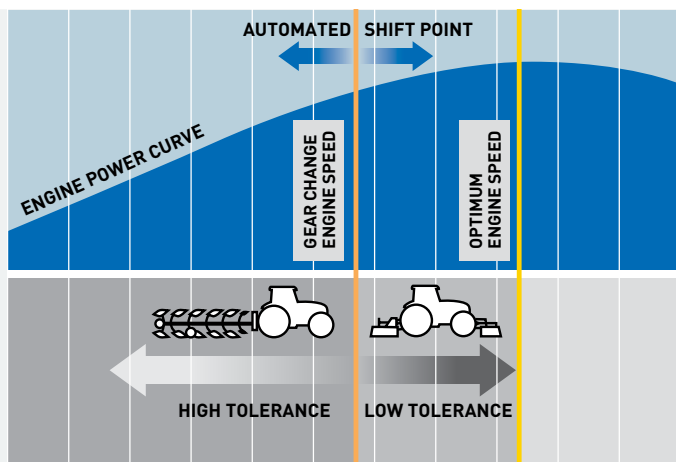 AUTOMATED SHIFT POINT
ENGINE POWER CURVE
GEAR CHANGE
ENGINE SPEED
OPTIMUM
ENGINE SPEED
HIGH TOLERANCE
LOW TOLERANCE